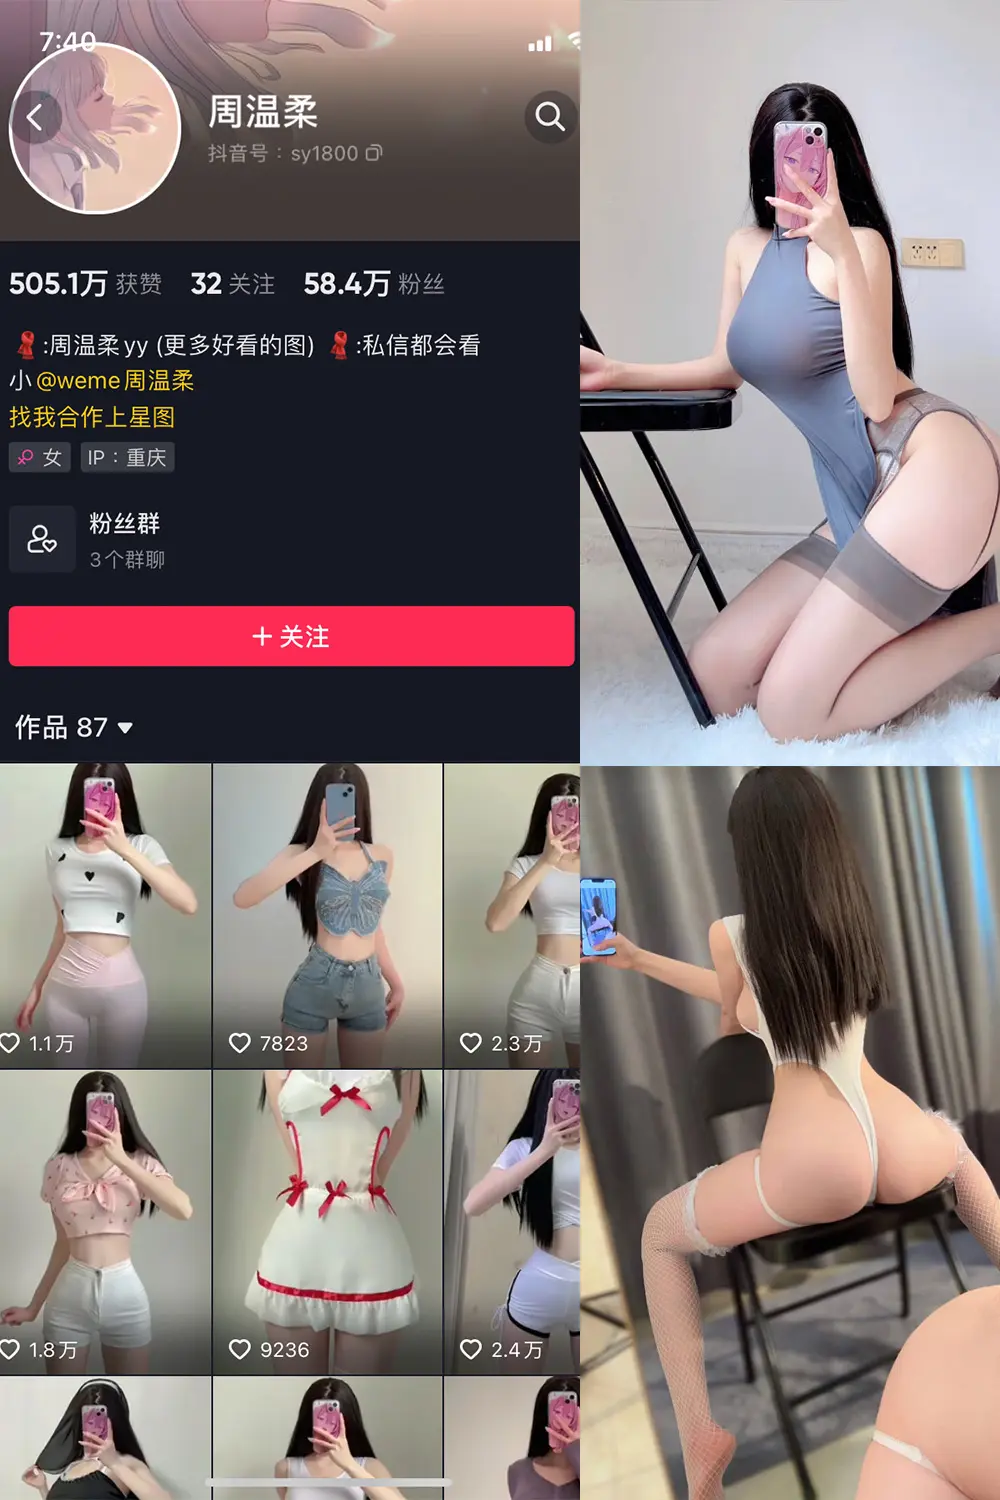 7:40
周温柔
抖音号：sy1800
505.1万 获赞 32 关注 58.4万 粉丝
:周温柔yy (更多好看的图) :私信都会看
小@weme周温柔
找我合作上星图
女 IP：重庆
粉丝群
3个群聊
+ 关注
作品 87
1.1万 7823 2.3万
1.8万 9236 2.4万